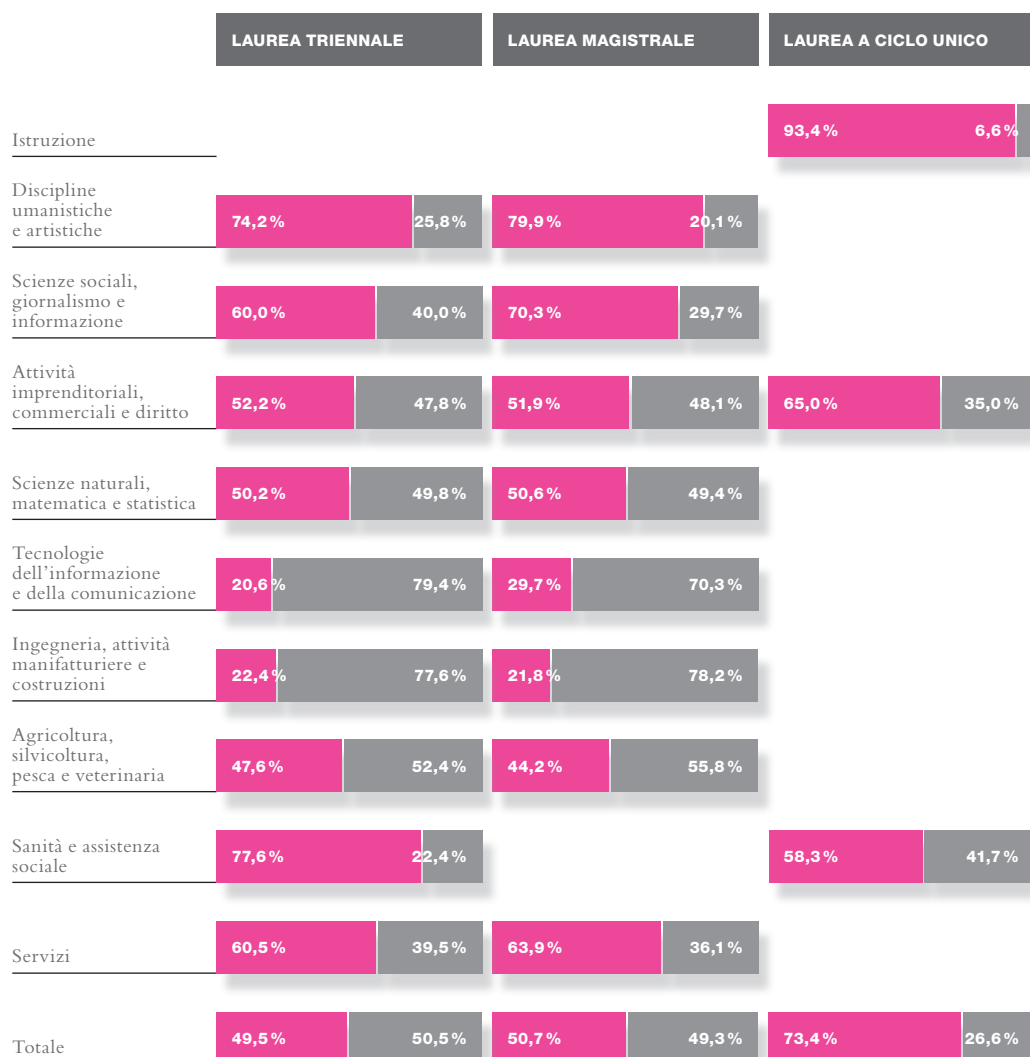 LAUREA TRIENNALE LAUREA MAGISTRALE LAUREA A CICLO UNICO
Istruzione
93,4% 6,6%
Discipline
umanistiche
e artistiche
74,2% 25,8% 79,9% 20,1%
Scienze sociali,
giornalismo e
informazione
60,0% 40,0% 70,3% 29,7%
Attività
imprenditoriali,
commerciali e diritto
52,2% 47,8% 51,9% 48,1% 65,0% 35,0%
Scienze naturali,
matematica e statistica
50,2% 49,8% 50,6% 49,4%
Tecnologie
dell’informazione
e della comunicazione
20,6% 79,4% 29,7% 70,3%
Ingegneria, attività
manifatturiere e
costruzioni
22,4% 77,6% 21,8% 78,2%
Agricoltura,
silvicoltura,
pesca e veterinaria
47,6% 52,4% 44,2% 55,8%
Sanità e assistenza
sociale
77,6% 22,4% 58,3% 41,7%
Servizi
60,5% 39,5% 63,9% 36,1%
Totale
49,5% 50,5% 50,7% 49,3% 73,4% 26,6%